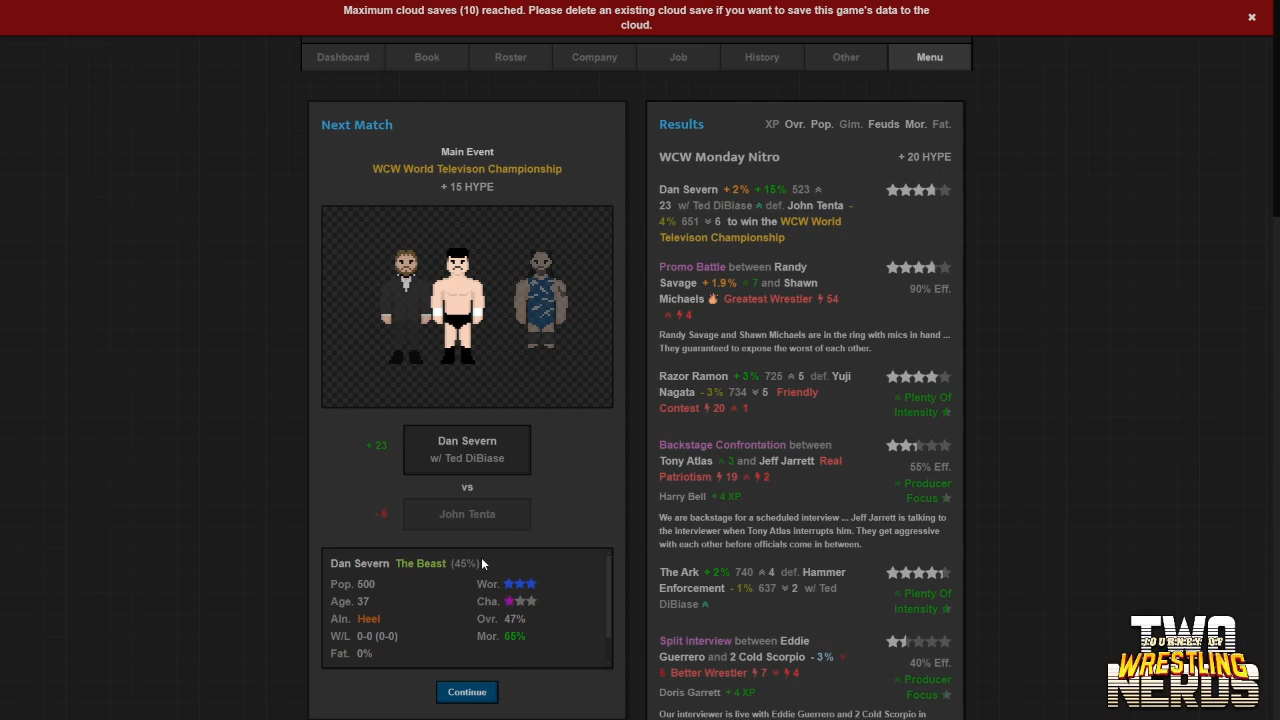 Maximum cloud saves (10) reached. Please delete an existing cloud save if you want to save this game's data to the
cloud.
×
Dashboard Book Roster Company Job History Other Menu
Next Match
Main Event
WCW World Televison Championship
+ 15 HYPE
+ 23
Dan Severn
w/ Ted DiBiase
vs
- 6
John Tenta
Dan Severn The Beast (45%)
Pop. 500 Wor.
Age. 37 Cha.
Aln. Heel Ovr. 47%
W/L 0-0 (0-0) Mor. 65%
Fat. 0%
Continue
Results XP Ovr. Pop. Gim. Feuds Mor. Fat.
WCW Monday Nitro + 20 HYPE
Dan Severn + 2% + 15% 523
23 w/ Ted DiBiase def. John Tenta -
4% 651 6 to win the WCW World
Televison Championship
Promo Battle between Randy
Savage + 1.9% 7 and Shawn
Michaels Greatest Wrestler 54
4
90% Eff.
Randy Savage and Shawn Michaels are in the ring with mics in hand ...
They guaranteed to expose the worst of each other.
Razor Ramon + 3% 725 5 def. Yuji
Nagata - 3% 734 5 Friendly
Contest 20 1
Plenty Of
Intensity
Backstage Confrontation between
Tony Atlas 3 and Jeff Jarrett Real
Patriotism 19 2
Harry Bell + 4 XP
55% Eff.
Producer
Focus
We are backstage for a scheduled interview ... Jeff Jarrett is talking to
the interviewer when Tony Atlas interrupts him. They get aggressive
with each other before officials come in between.
The Ark + 2% 740 4 def. Hammer
Enforcement - 1% 637 2 w/ Ted
DiBiase
Plenty Of
Intensity
Split Interview between Eddie
Guerrero and 2 Cold Scorpio - 3%
Better Wrestler 7 4
Doris Garrett + 4 XP
40% Eff.
Producer
Focus
Our interviewer is live with Eddie Guerrero and 2 Cold Scorpio in
TWO
JOURNEY OF
WRESTLING
NERDS